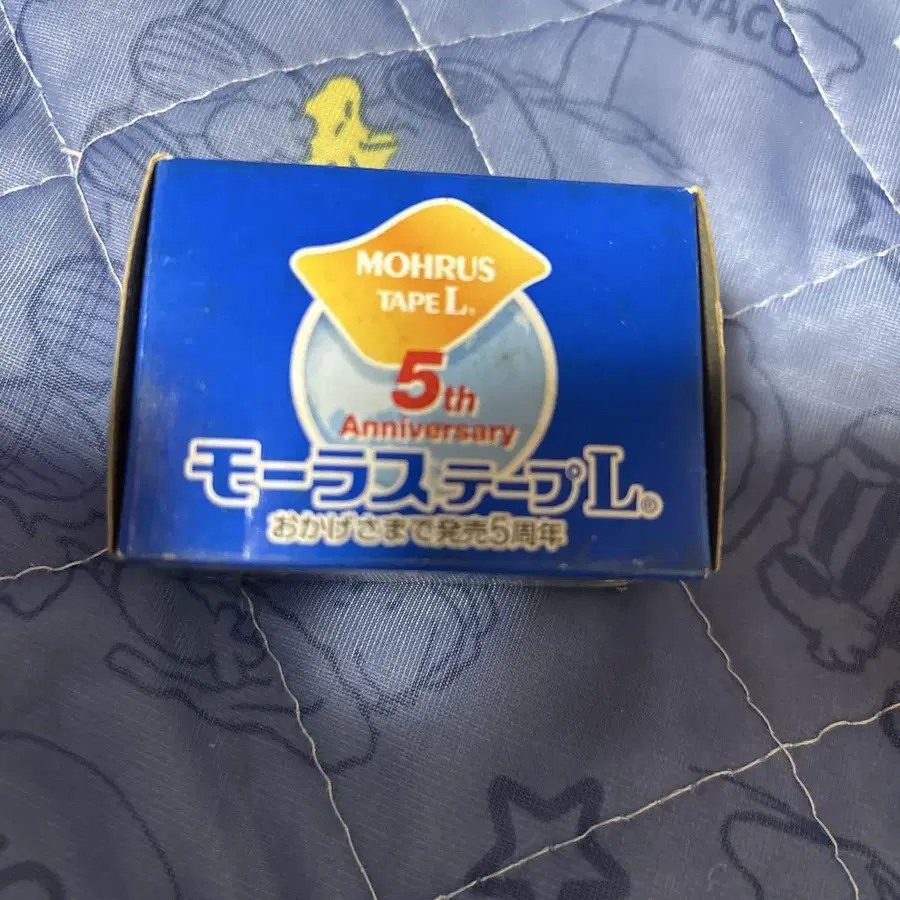 MOHRUS
TAPE L®
5th
Anniversary
モーラステープL®
おかげさまで発売5周年